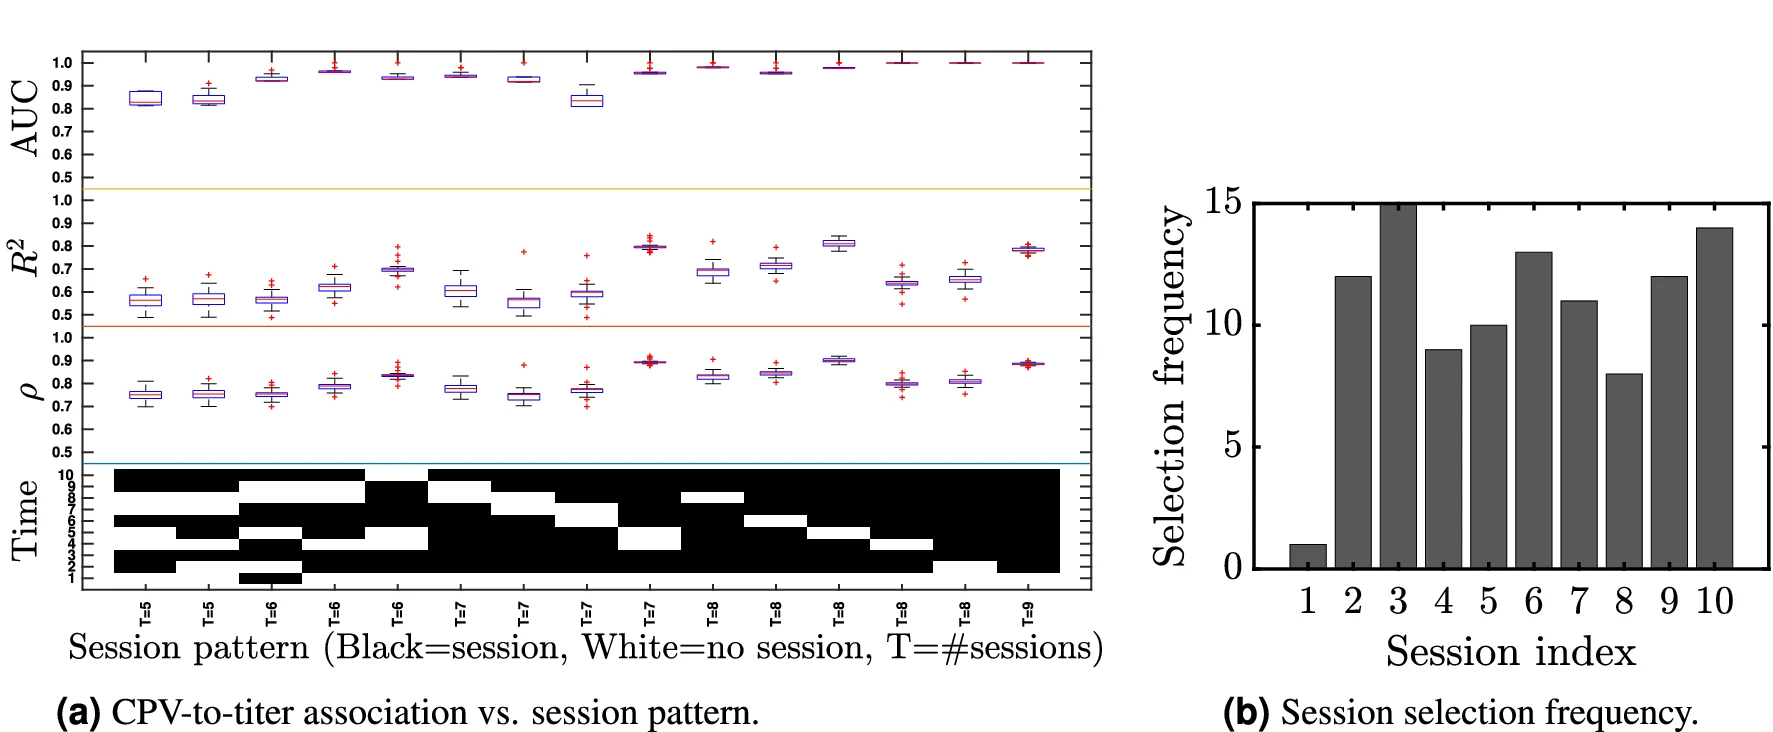 AUC
1.0
0.9
0.8
0.7
0.6
0.5
R²
1.0
0.9
0.8
0.7
0.6
0.5
ρ
1.0
0.9
0.8
0.7
0.6
0.5
Time
10
9
8
7
6
5
4
3
2
1
T=5 T=5 T=6 T=6 T=6 T=7 T=7 T=7 T=7 T=8 T=8 T=8 T=8 T=8 T=9
Session pattern (Black=session, White=no session, T=#sessions)
(a) CPV-to-titer association vs. session pattern.
Selection frequency
15
10
5
0
1 2 3 4 5 6 7 8 9 10
Session index
(b) Session selection frequency.